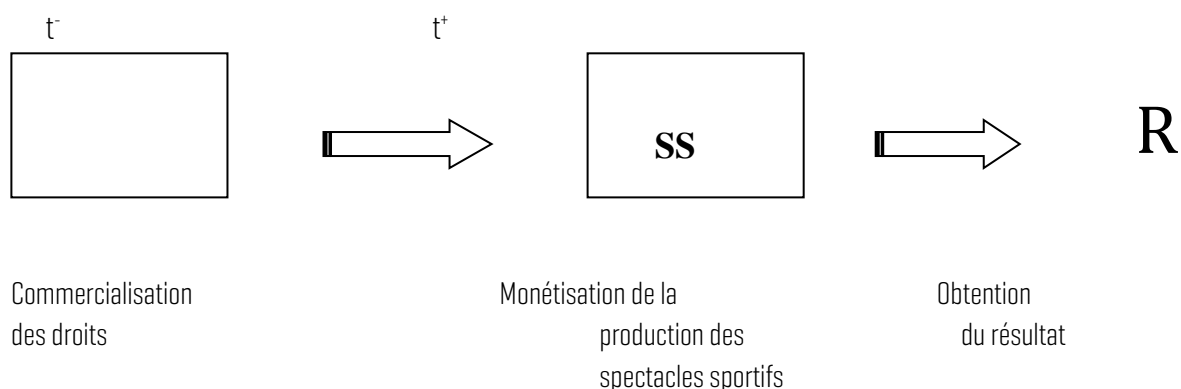 t⁻
t⁺
SS
R
Commercialisation
des droits
Monétisation de la
production des
spectacles sportifs
Obtention
du résultat